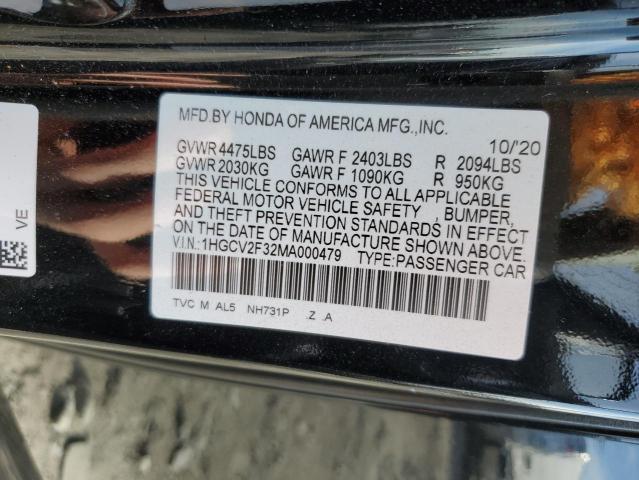 MFD.BY HONDA OF AMERICA MFG.,INC. 10/'20
GVWR 4475LBS GAWR F 2403LBS R 2094LBS
GVWR 2030KG GAWR F 1090KG R 950KG
THIS VEHICLE CONFORMS TO ALL APPLICABLE
FEDERAL MOTOR VEHICLE SAFETY , BUMPER,
AND THEFT PREVENTION STANDARDS IN EFFECT
ON THE DATE OF MANUFACTURE SHOWN ABOVE.
V.I.N.:1HGCV2F32MA000479 TYPE:PASSENGER CAR
TVC M AL5 NH731P .Z .A
VE